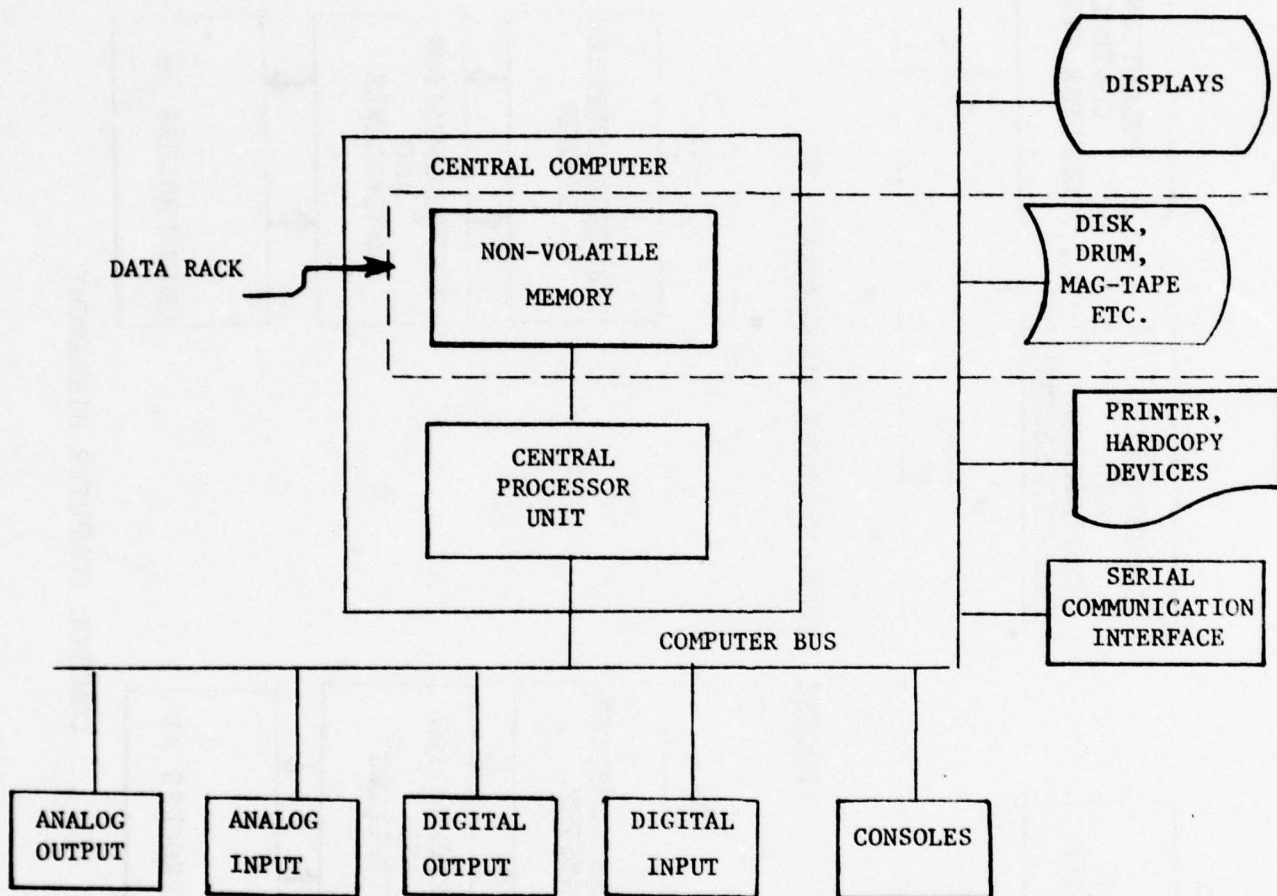 DISPLAYS
CENTRAL COMPUTER
NON-VOLATILE
MEMORY
DATA RACK
DISK,
DRUM,
MAG-TAPE
ETC.
CENTRAL
PROCESSOR
UNIT
PRINTER,
HARDCOPY
DEVICES
SERIAL
COMMUNICATION
INTERFACE
COMPUTER BUS
ANALOG
OUTPUT
ANALOG
INPUT
DIGITAL
OUTPUT
DIGITAL
INPUT
CONSOLES